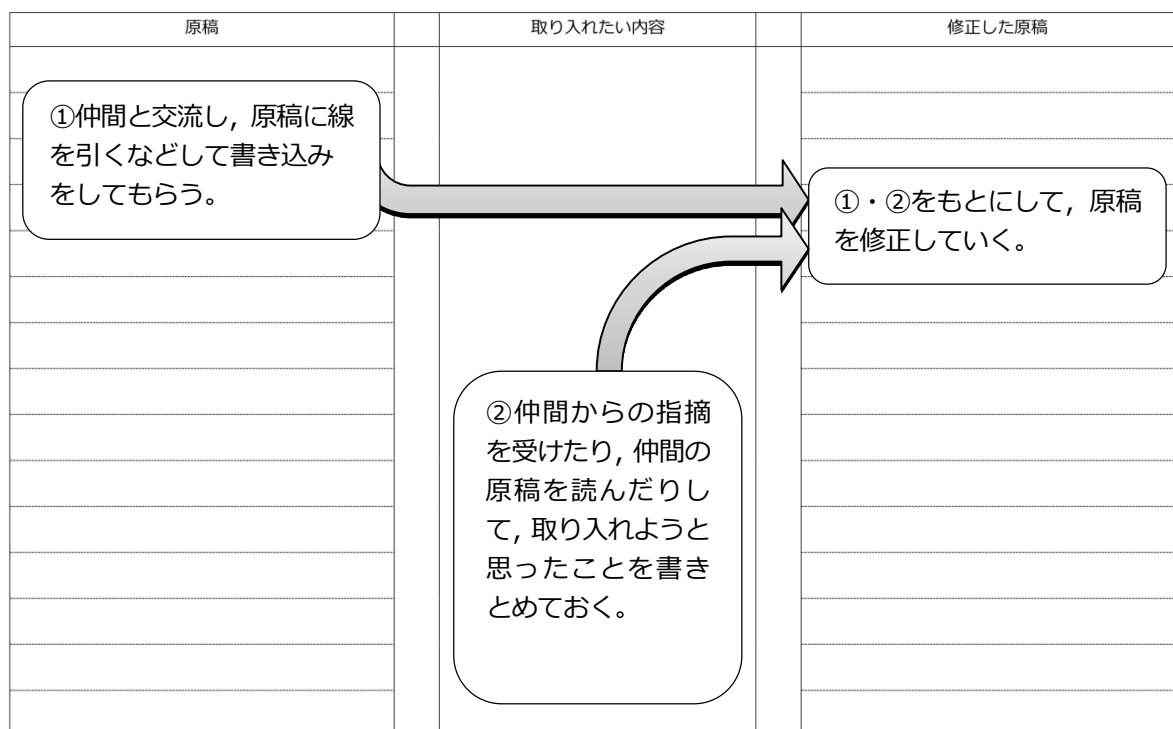 原稿
取り入れたい内容
修正した原稿
①仲間と交流し，原稿に線
を引くなどして書き込み
をしてもらう。
①・②をもとにして，原稿
を修正していく。
②仲間からの指摘
を受けたり，仲間の
原稿を読んだりし
て，取り入れようと
思ったことを書き
とめておく。